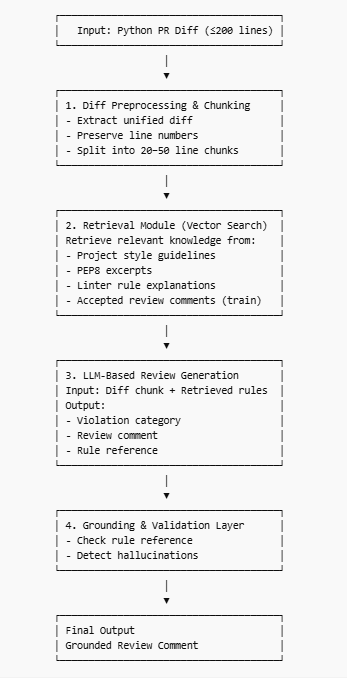 Input: Python PR Diff (≤200 lines)
1. Diff Preprocessing & Chunking
- Extract unified diff
- Preserve line numbers
- Split into 20–50 line chunks
2. Retrieval Module (Vector Search)
Retrieve relevant knowledge from:
- Project style guidelines
- PEP8 excerpts
- Linter rule explanations
- Accepted review comments (train)
3. LLM-Based Review Generation
Input: Diff chunk + Retrieved rules
Output:
- Violation category
- Review comment
- Rule reference
4. Grounding & Validation Layer
- Check rule reference
- Detect hallucinations
Final Output
Grounded Review Comment